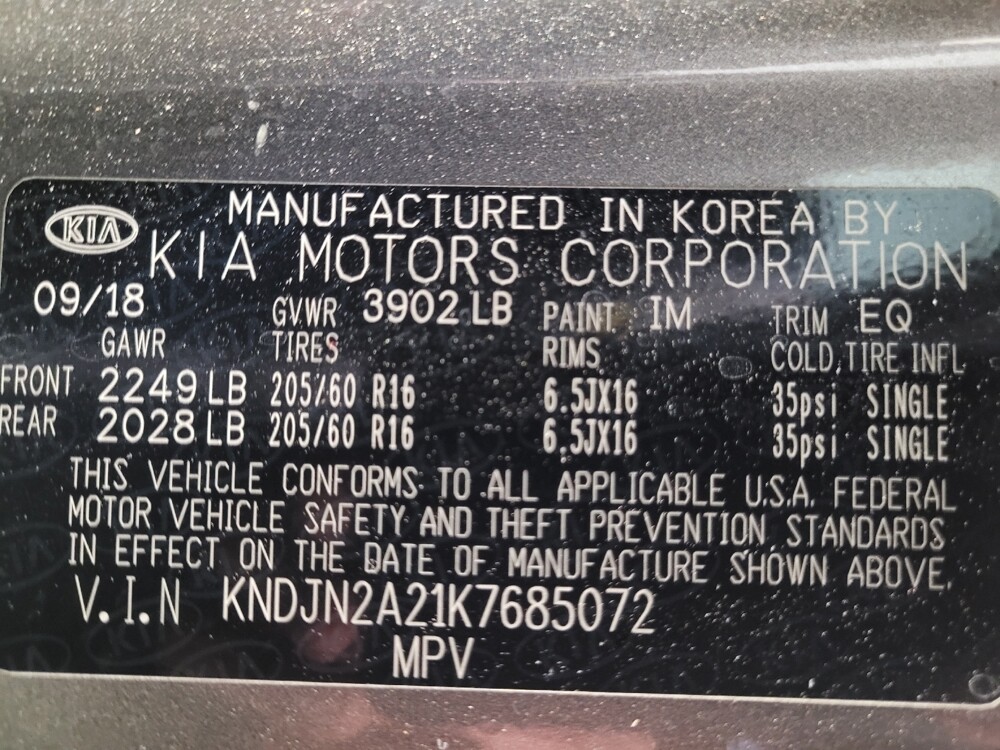 KIA MANUFACTURED IN KOREA BY
KIA MOTORS CORPORATION
09/18 GVWR 3902 LB PAINT IM TRIM EQ
GAWR TIRES RIMS COLD TIRE INFL
FRONT 2249 LB 205/60 R16 6.5JX16 35psi SINGLE
REAR 2028 LB 205/60 R16 6.5JX16 35psi SINGLE
THIS VEHICLE CONFORMS TO ALL APPLICABLE U.S.A. FEDERAL
MOTOR VEHICLE SAFETY AND THEFT PREVENTION STANDARDS
IN EFFECT ON THE DATE OF MANUFACTURE SHOWN ABOVE.
V.I.N KNDJN2A21K7685072
MPV